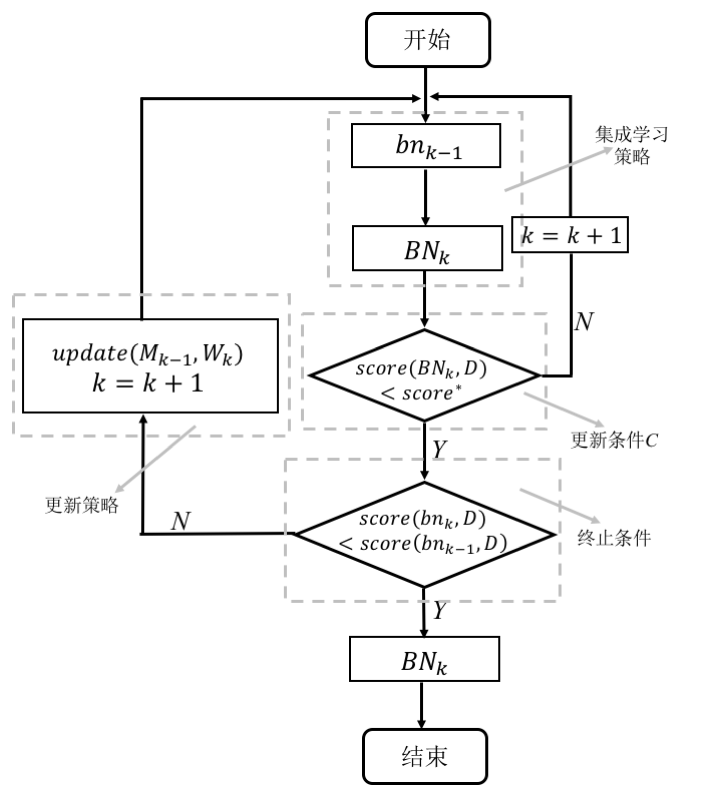 开始
bn_{k−1}
集成学习
策略
BN_k
k = k + 1
N
update(M_{k−1}, W_k)
k = k + 1
score(BN_k, D)
< score*
更新条件C
Y
更新策略
N
score(bn_k, D)
< score(bn_{k−1}, D)
终止条件
Y
BN_k
结束